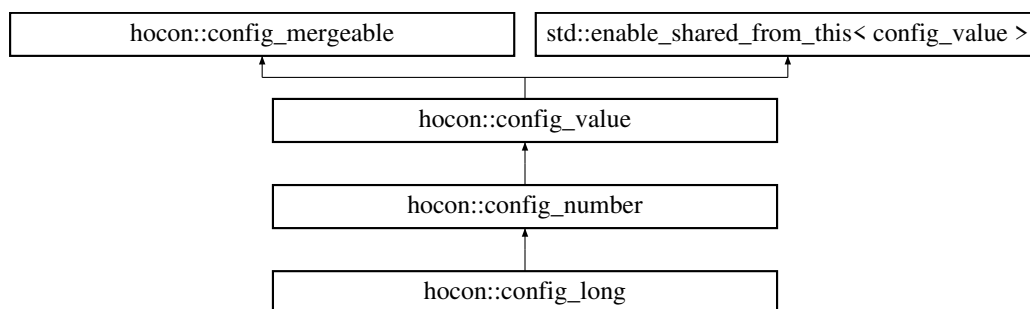 hocon::config_mergeable
std::enable_shared_from_this< config_value >
hocon::config_value
hocon::config_number
hocon::config_long